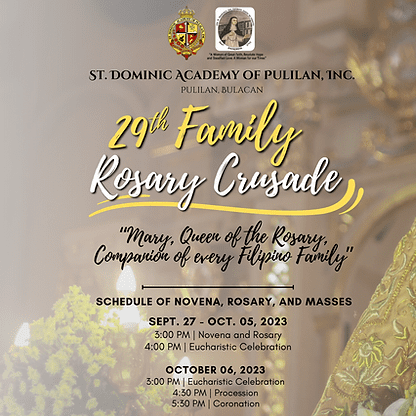 ST. DOMINIC ACADEMY OF PULILAN, INC.
PULILAN, BULACAN
29th Family
Rosary Crusade
"Mary, Queen of the Rosary,
Companion of every Filipino Family"
SCHEDULE OF NOVENA, ROSARY, AND MASSES
SEPT. 27 - OCT. 05, 2023
3:00 PM | Novena and Rosary
4:00 PM | Eucharistic Celebration
OCTOBER 06, 2023
3:00 PM | Eucharistic Celebration
4:30 PM | Procession
5:30 PM | Coronation